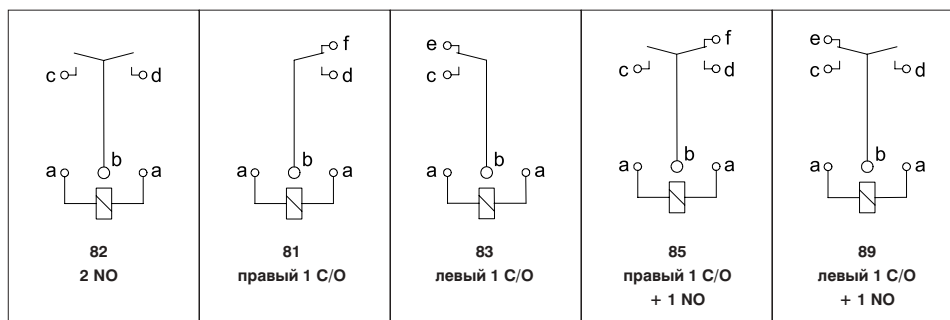 c d
a b a
82
2 NO
f
d
a b a
81
правый 1 C/O
e
c
a b a
83
левый 1 C/O
f
c d
a b a
85
правый 1 C/O
+ 1 NO
e
c d
a b a
89
левый 1 C/O
+ 1 NO